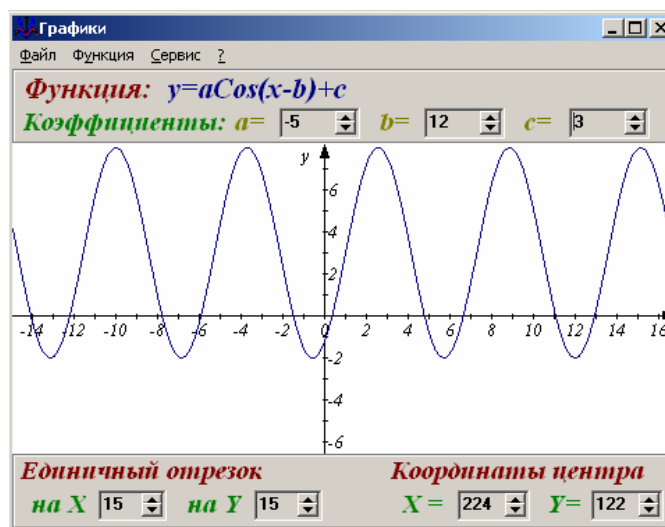 Графики
Файл Функция Сервис ?
Функция: y=aCos(x-b)+c
Коэффициенты: a= -5 b= 12 c= 3
y
6
4
2
-14 -12 -10 -8 -6 -4 -2 0 2 4 6 8 10 12 14 16
-2
-4
-6
Единичный отрезок Координаты центра
на X 15 на Y 15 X = 224 Y= 122